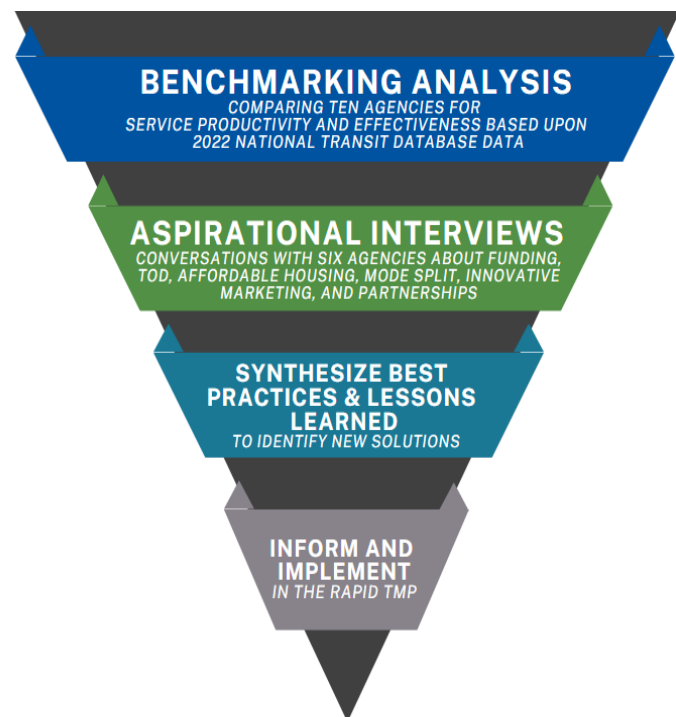 BENCHMARKING ANALYSIS
COMPARING TEN AGENCIES FOR
SERVICE PRODUCTIVITY AND EFFECTIVENESS BASED UPON
2022 NATIONAL TRANSIT DATABASE DATA
ASPIRATIONAL INTERVIEWS
CONVERSATIONS WITH SIX AGENCIES ABOUT FUNDING,
TOD, AFFORDABLE HOUSING, MODE SPLIT, INNOVATIVE
MARKETING, AND PARTNERSHIPS
SYNTHESIZE BEST
PRACTICES & LESSONS
LEARNED
TO IDENTIFY NEW SOLUTIONS
INFORM AND
IMPLEMENT
IN THE RAPID TMP